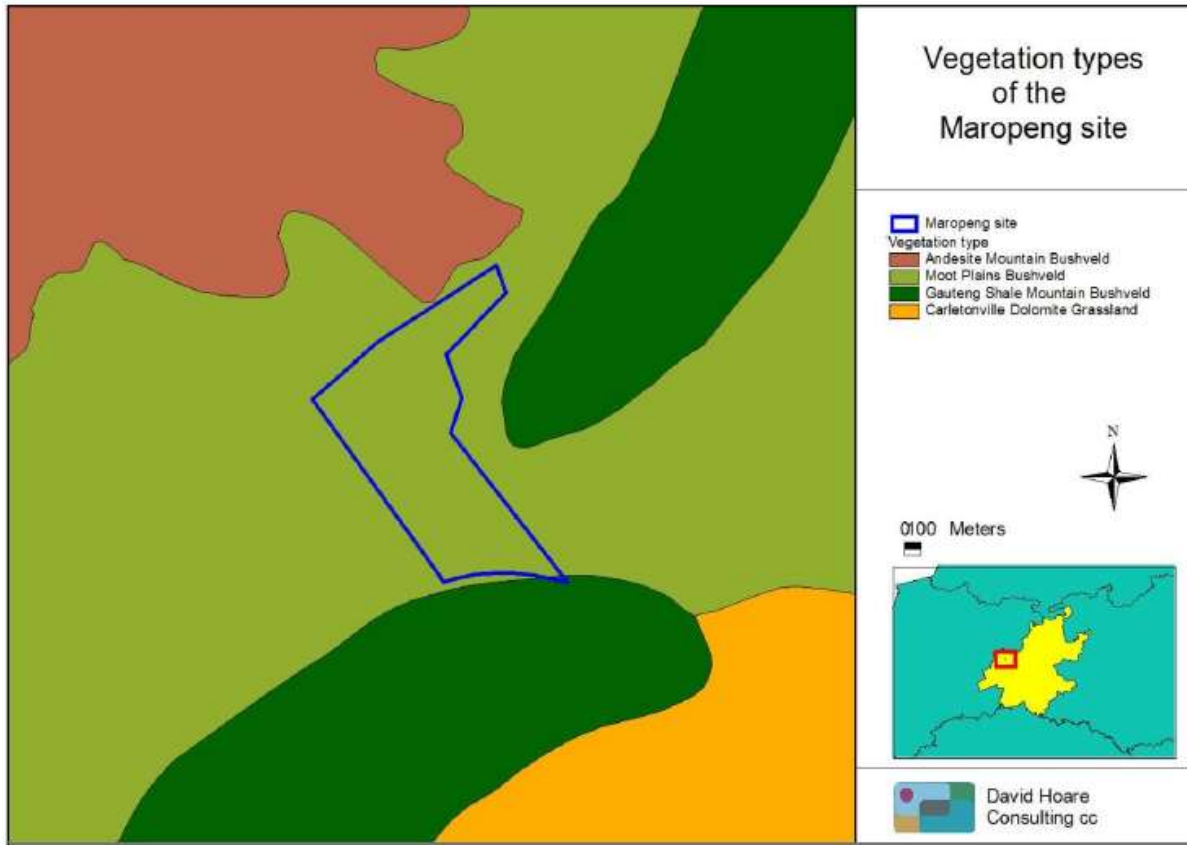 Vegetation types
of the
Maropeng site
Maropeng site
Vegetation type
Andesite Mountain Bushveld
Moot Plains Bushveld
Gauteng Shale Mountain Bushveld
Carletonville Dolomite Grassland
N
0100 Meters
David Hoare
Consulting cc